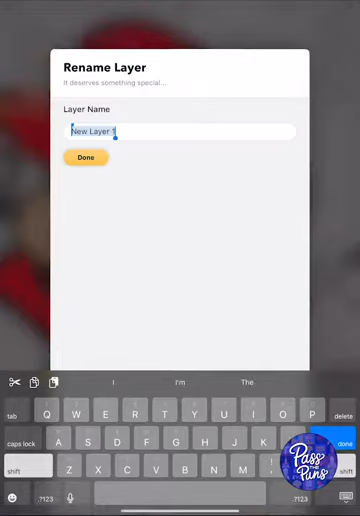 Rename Layer
It deserves something special...
Layer Name
New Layer 1
Done
I I'm The
tab Q W E R T Y U I O P delete
caps lock A S D F G H J K done
shift Z X C V B N M ! shift
.?123 .?123
Pass
THE
Puns